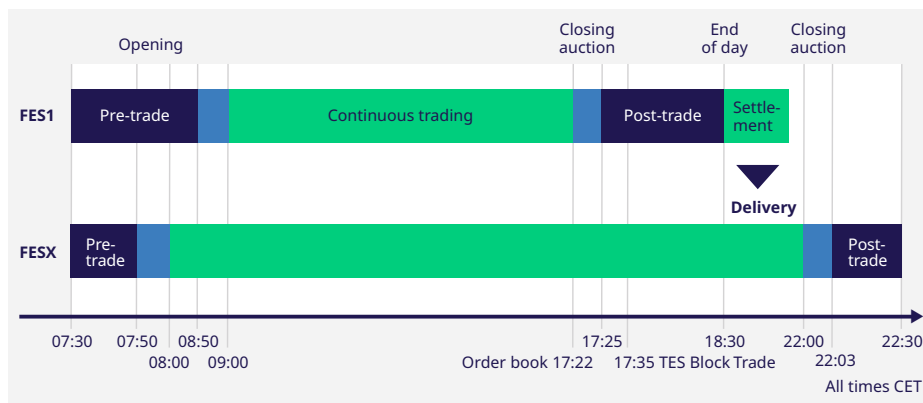 Opening
Closing
auction
End
of day
Closing
auction
FES1
Pre-trade
Continuous trading
Post-trade
Settle-
ment
Delivery
FESX
Pre-
trade
Post-
trade
07:30 07:50 08:50 17:25 18:30 22:00 22:30
08:00 09:00 Order book 17:22 17:35 TES Block Trade 22:03
All times CET